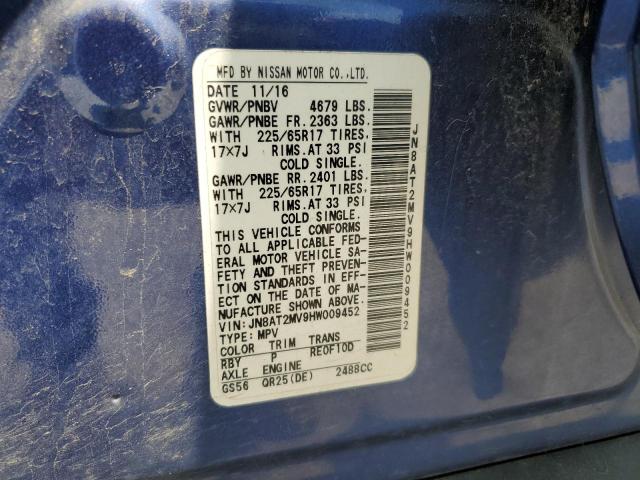 MFD BY NISSAN MOTOR CO.,LTD.
DATE 11/16
GVWR/PNBV 4679 LBS.
GAWR/PNBE FR. 2363 LBS.
WITH 225/65R17 TIRES,
17×7J RIMS.AT 33 PSI
COLD SINGLE.
GAWR/PNBE RR. 2401 LBS.
WITH 225/65R17 TIRES,
17×7J RIMS.AT 33 PSI
COLD SINGLE.
THIS VEHICLE CONFORMS
TO ALL APPLICABLE FED-
ERAL MOTOR VEHICLE SA-
FETY AND THEFT PREVEN-
TION STANDARDS IN EFF-
ECT ON THE DATE OF MA-
NUFACTURE SHOWN ABOVE.
VIN: JN8AT2MV9HW009452
TYPE: MPV
COLOR TRIM TRANS
RBY P RE0F10D
AXLE ENGINE
GS56 QR25(DE) 2488CC
JN8AT2MV9HW009452